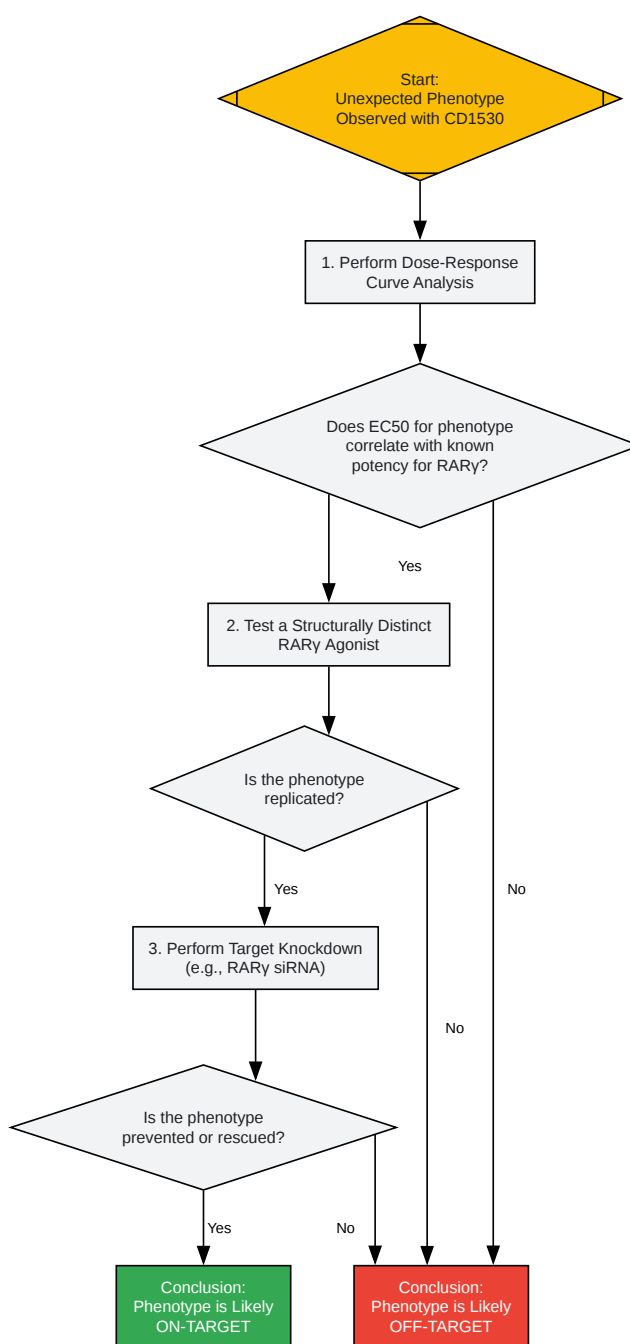 Start:
Unexpected Phenotype
Observed with CD1530
1. Perform Dose-Response
Curve Analysis
Does EC50 for phenotype
correlate with known
potency for RARγ?
Yes
2. Test a Structurally Distinct
RARγ Agonist
Is the phenotype
replicated?
Yes
No
3. Perform Target Knockdown
(e.g., RARγ siRNA)
No
Is the phenotype
prevented or rescued?
Yes
No
Conclusion:
Phenotype is Likely
ON-TARGET
Conclusion:
Phenotype is Likely
OFF-TARGET